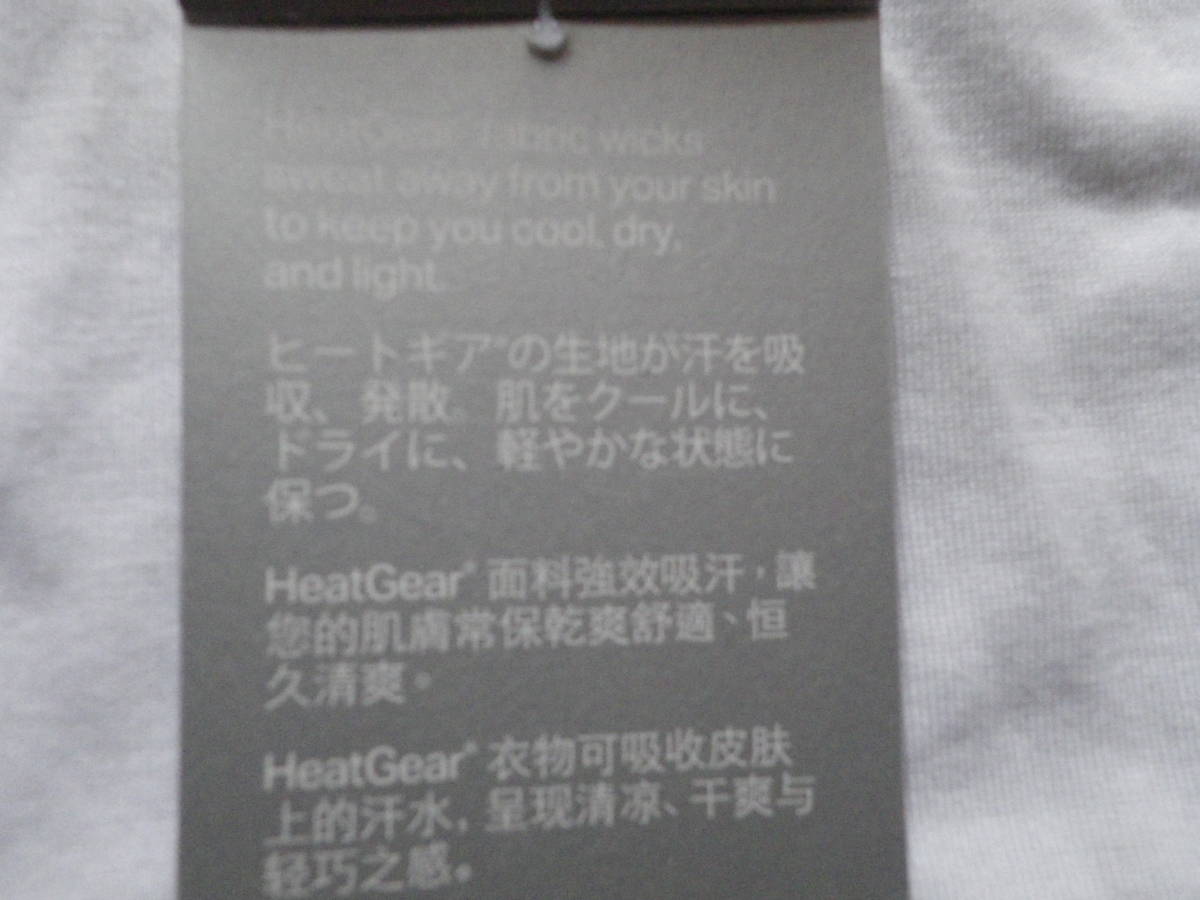 HeatGear® fabric wicks
sweat away from your skin
to keep you cool, dry,
and light.
ヒートギア®の生地が汗を吸
収、発散。肌をクールに、
ドライに、軽やかな状態に
保つ。
HeatGear® 面料強效吸汗，讓
您的肌膚常保乾爽舒適、恒
久清爽。
HeatGear® 衣物可吸收皮肤
上的汗水，呈现清凉、干爽与
轻巧之感。